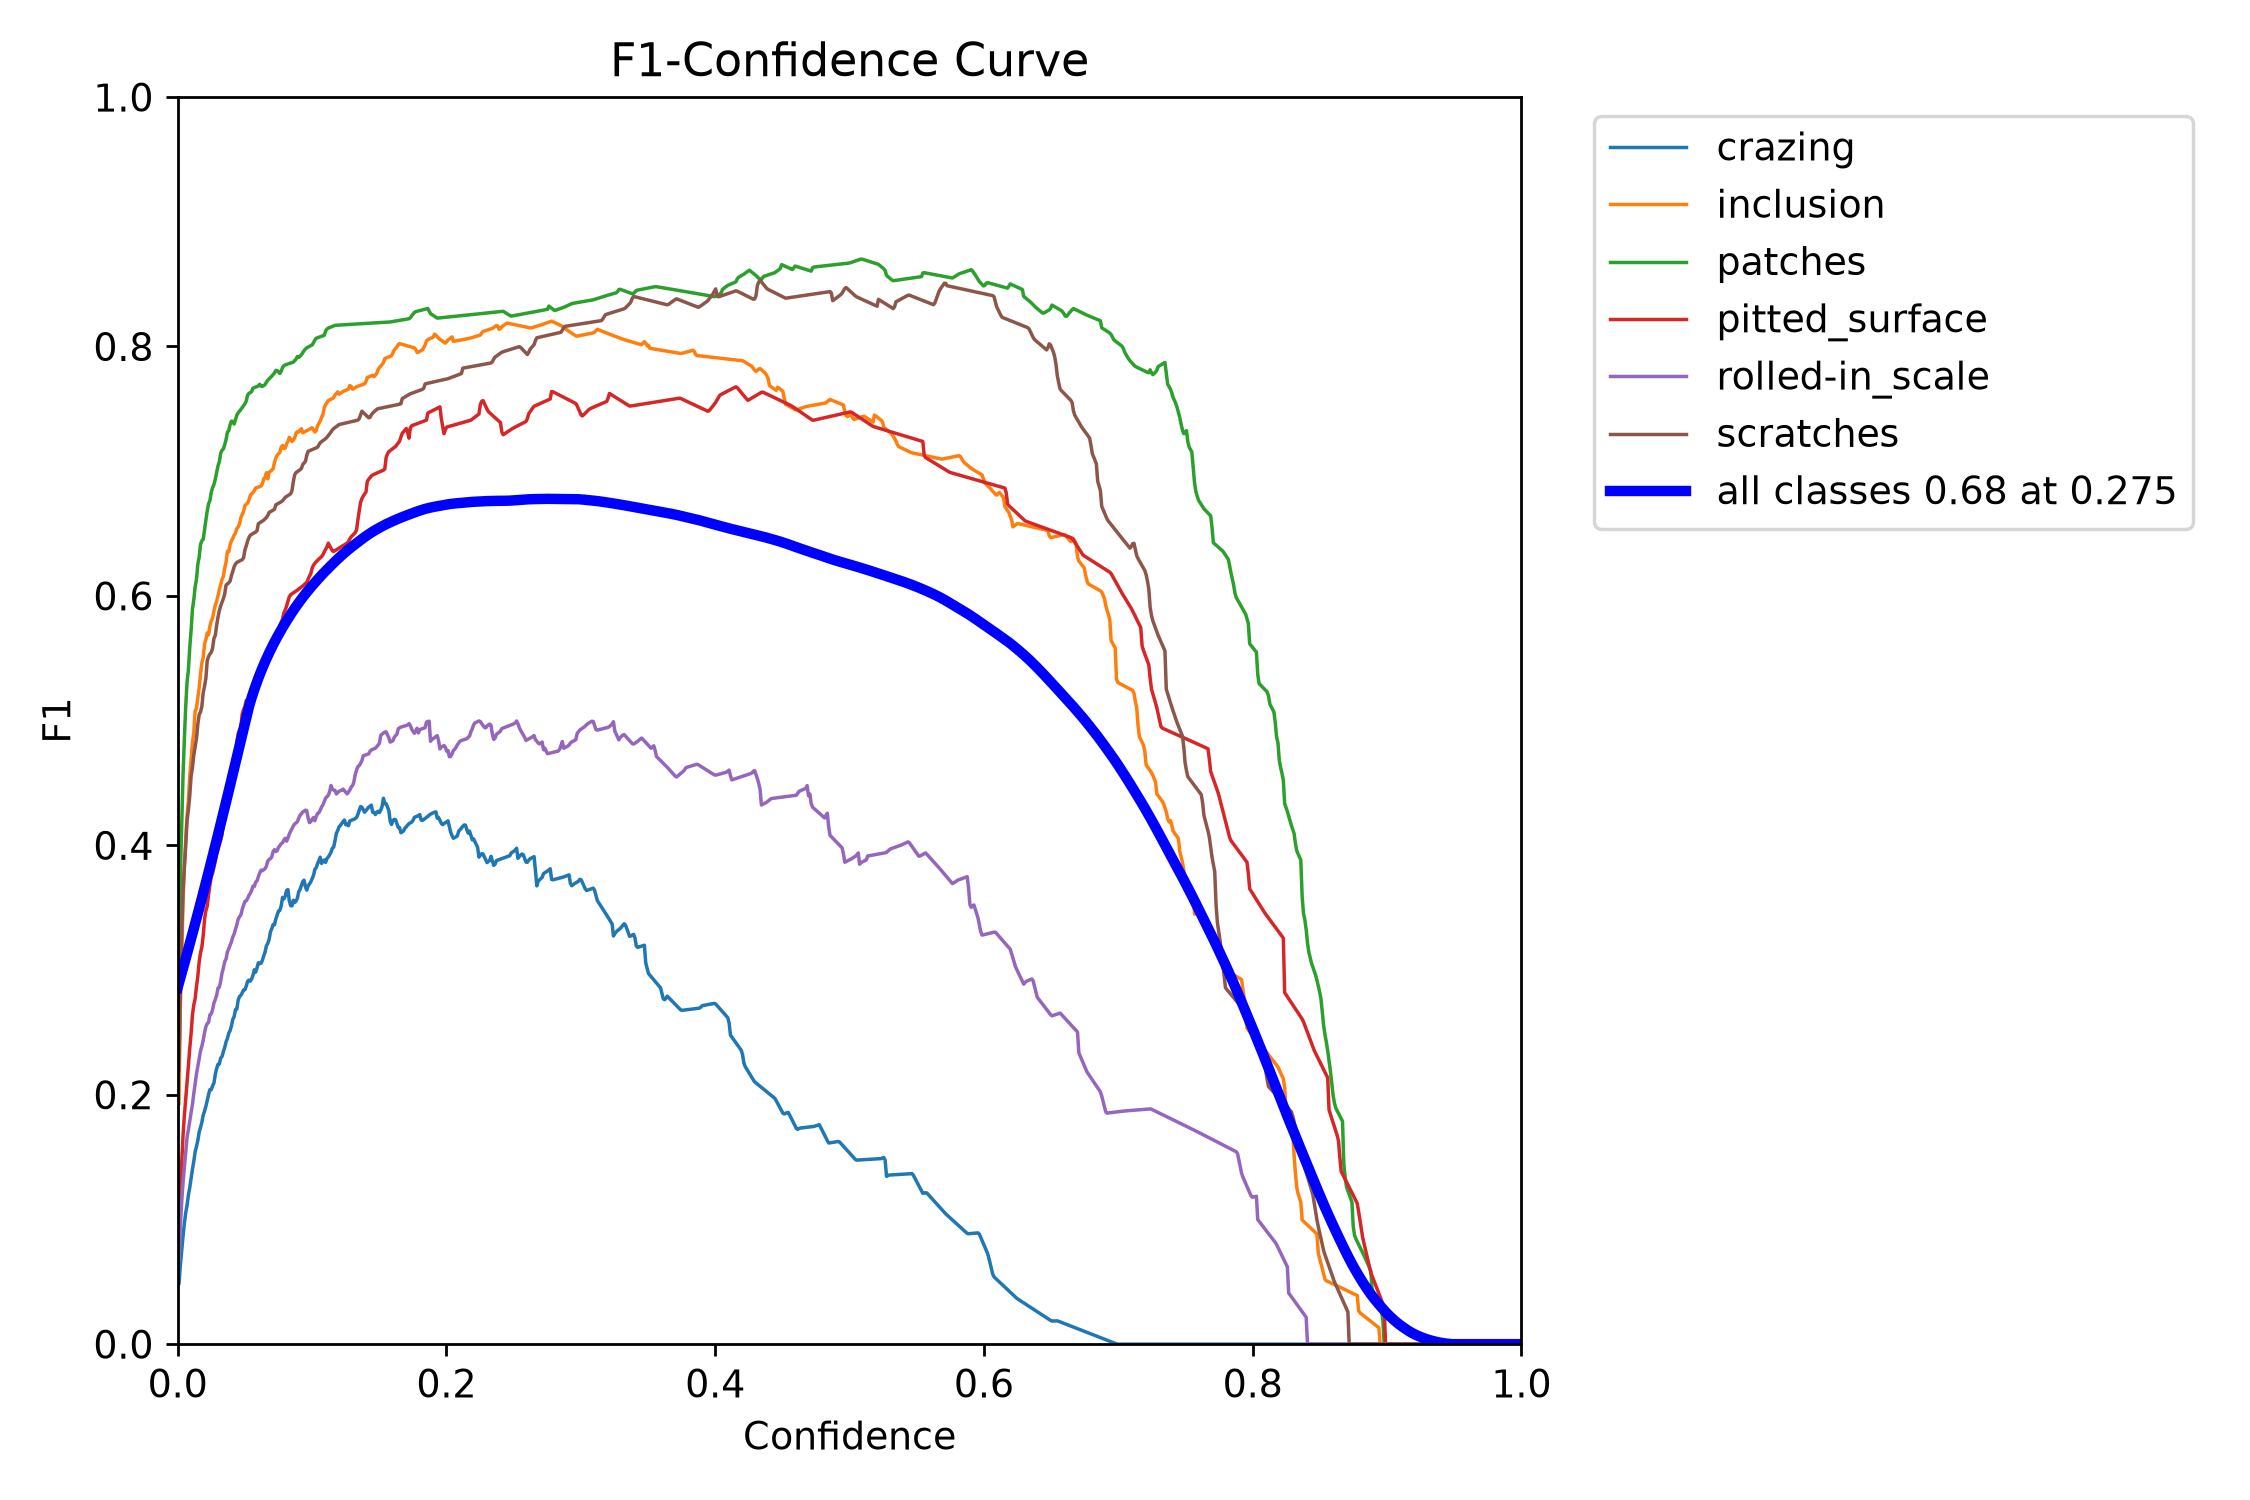 F1-Confidence Curve
1.0
0.8
0.6
0.4
0.2
0.0
F1
0.0 0.2 0.4 0.6 0.8 1.0
Confidence
crazing
inclusion
patches
pitted_surface
rolled-in_scale
scratches
all classes 0.68 at 0.275